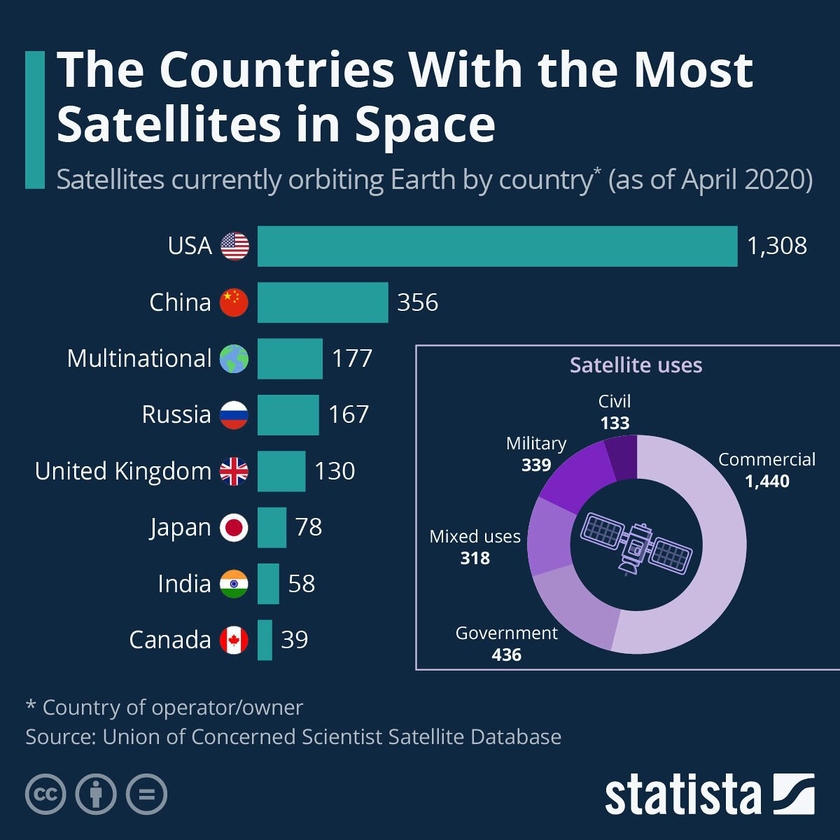 The Countries With the Most
Satellites in Space
Satellites currently orbiting Earth by country* (as of April 2020)
USA 1,308
China 356
Multinational 177
Russia 167
United Kingdom 130
Japan 78
India 58
Canada 39
Satellite uses
Civil
133
Military
339
Commercial
1,440
Mixed uses
318
Government
436
* Country of operator/owner
Source: Union of Concerned Scientist Satellite Database
cc
statista